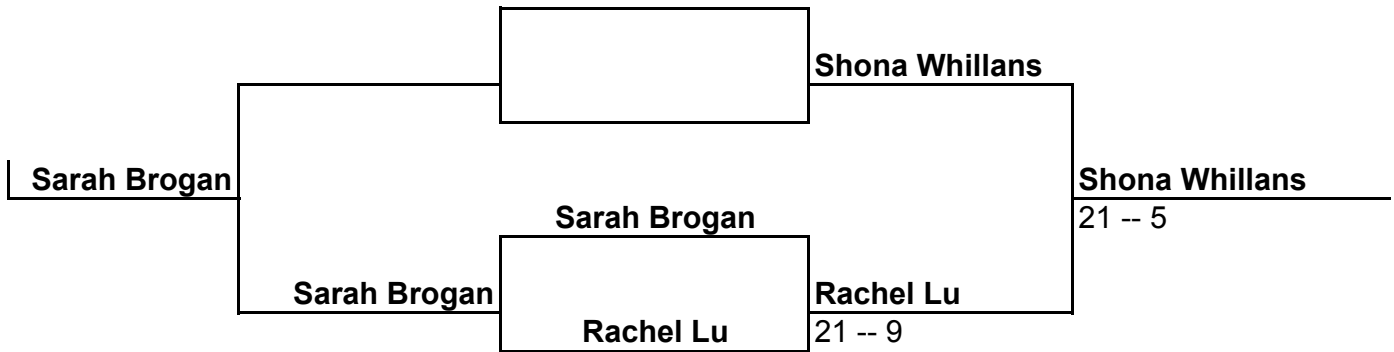 Shona Whillans
Sarah Brogan
Shona Whillans
Sarah Brogan
21 -- 5
Sarah Brogan
Rachel Lu
Rachel Lu
21 -- 9